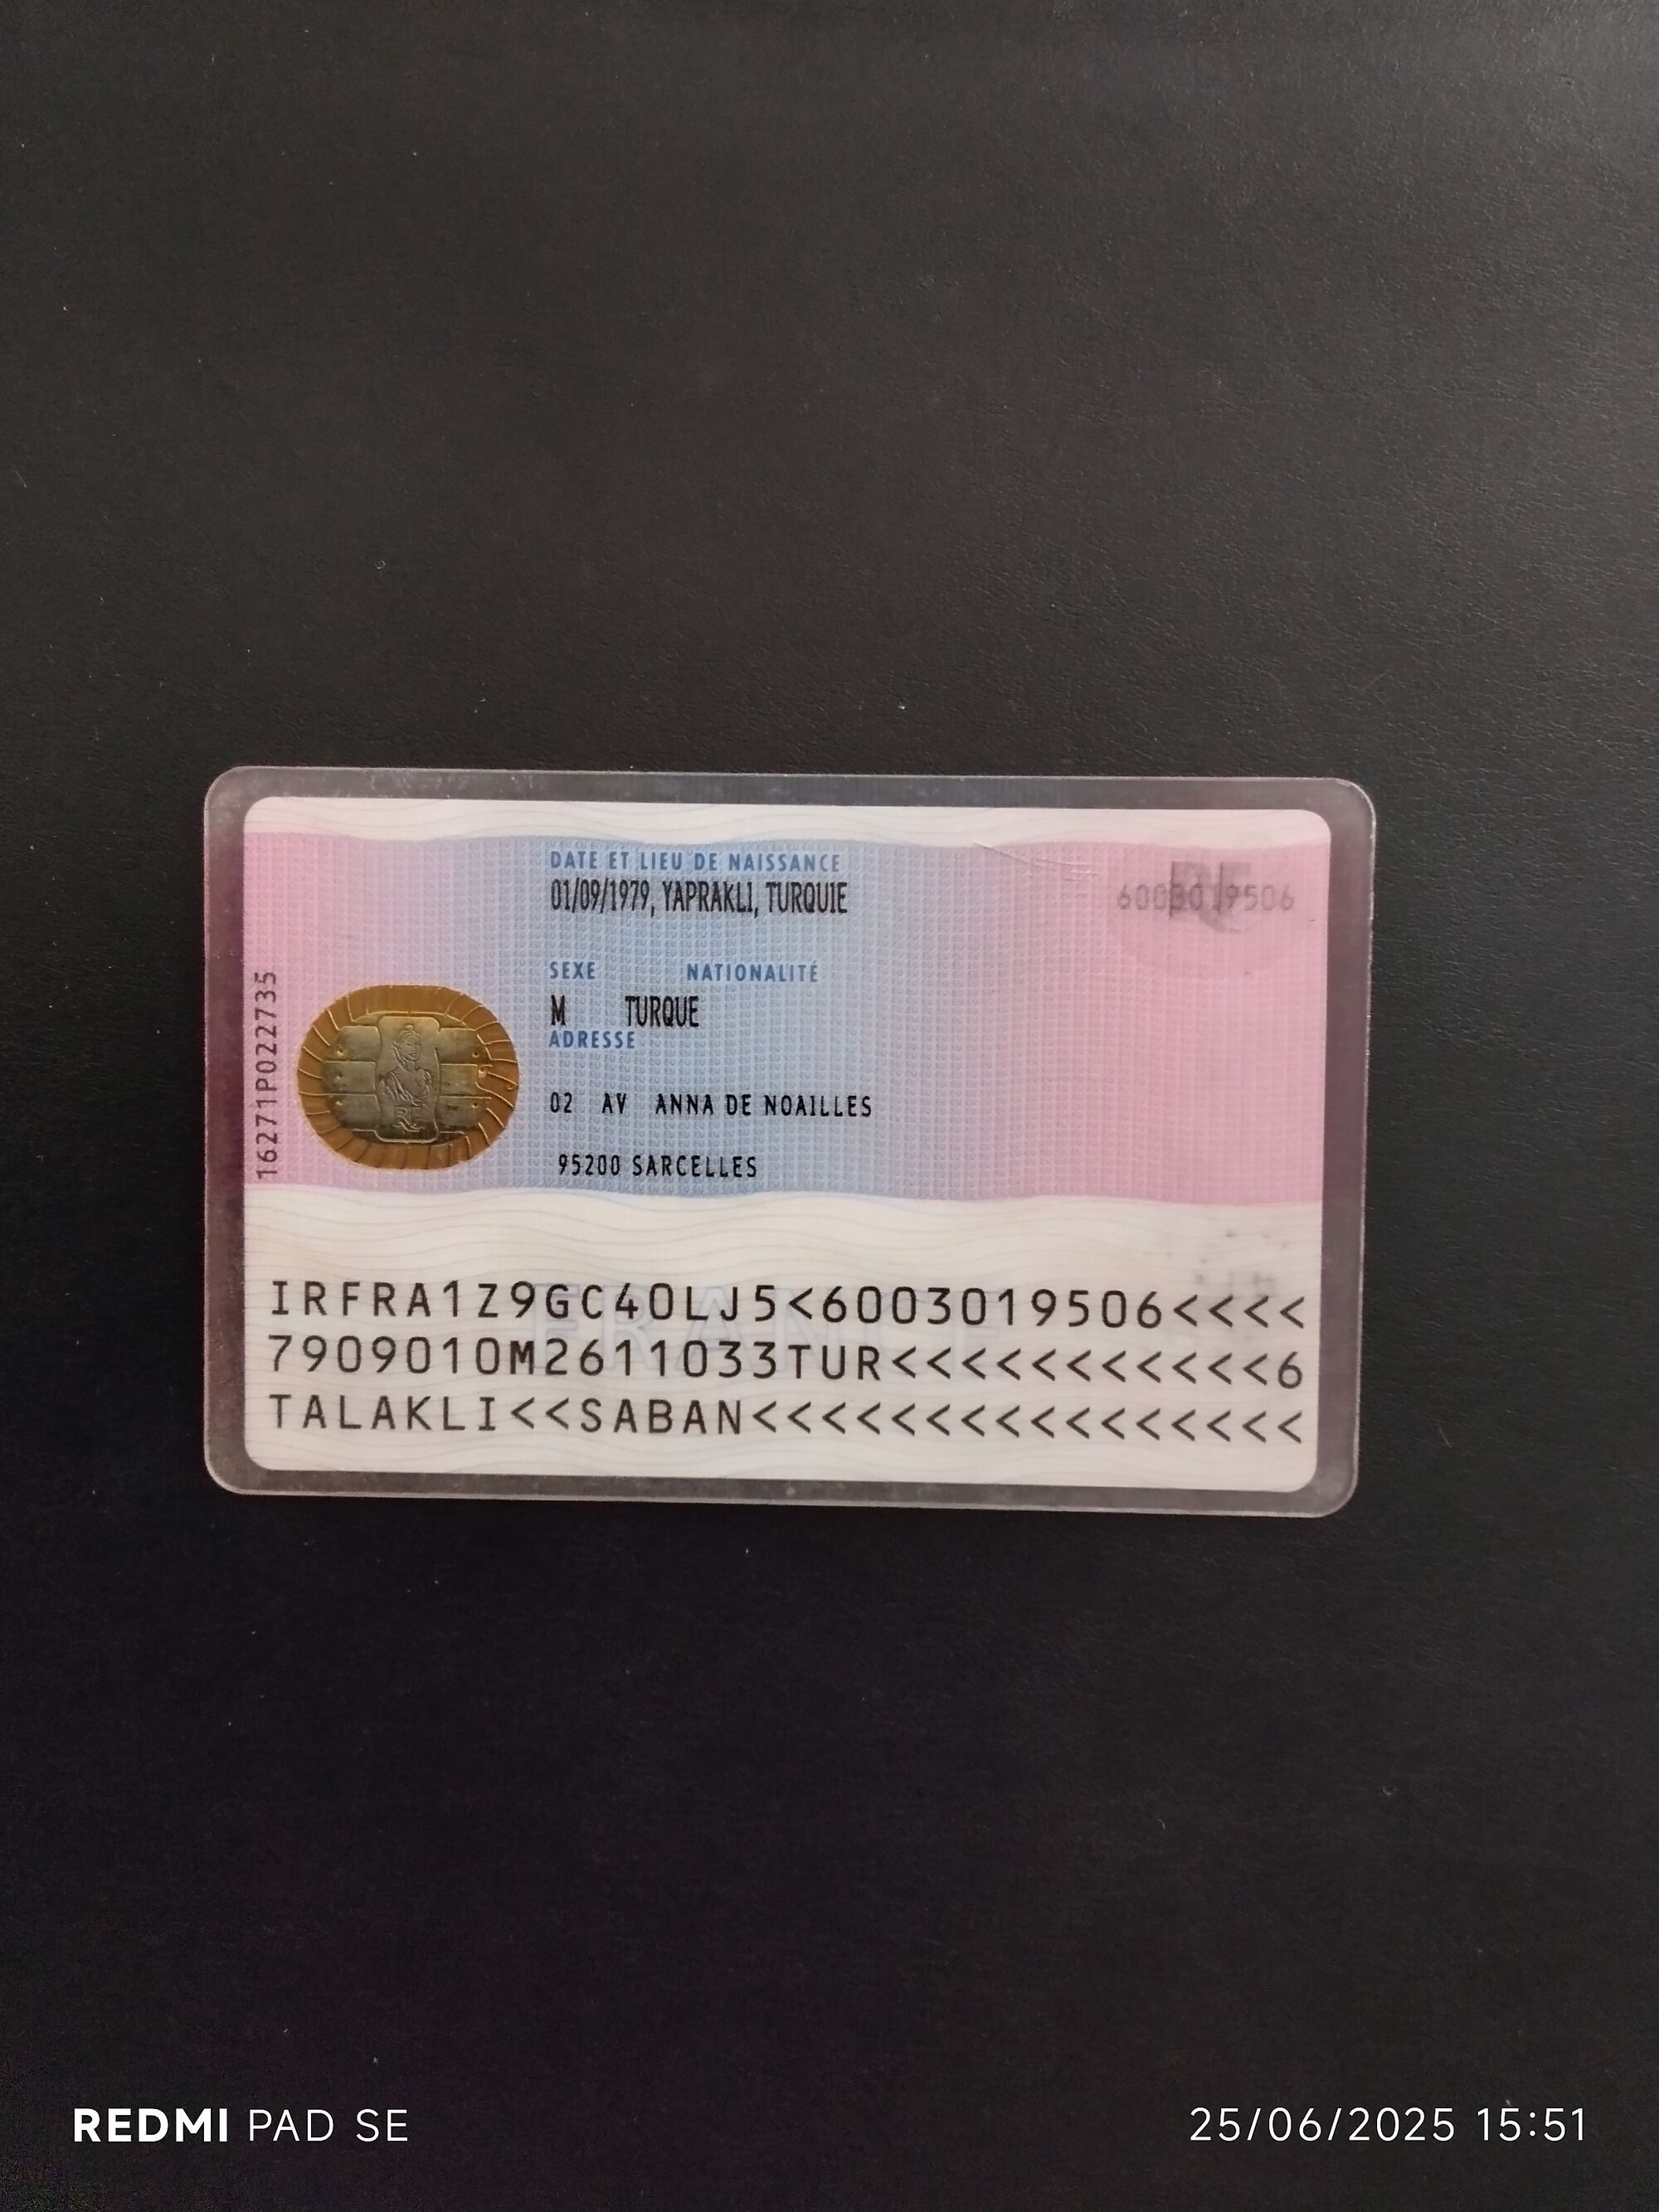 DATE ET LIEU DE NAISSANCE
01/09/1979, YAPRAKLI, TURQUIE
6003019506
SEXE NATIONALITÉ
M TURQUE
ADRESSE
02 AV ANNA DE NOAILLES
95200 SARCELLES
16271P022735
IRFRA1Z9GC40LJ5<6003019506<<<<
7909010M2611033TUR<<<<<<<<<<<6
TALAKLI<<SABAN<<<<<<<<<<<<<<<<
REDMI PAD SE
25/06/2025 15:51